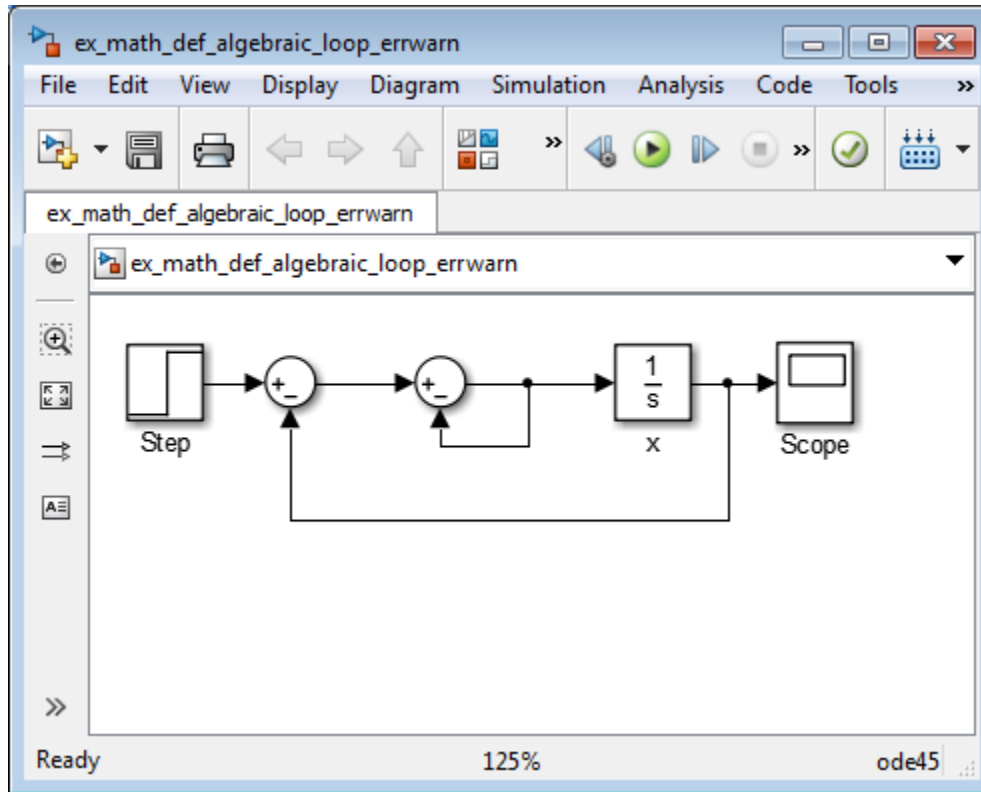 ex_math_def_algebraic_loop_errwarn
File Edit View Display Diagram Simulation Analysis Code Tools »
» »
ex_math_def_algebraic_loop_errwarn
ex_math_def_algebraic_loop_errwarn
+ − + − 1
s
Step x Scope
A
»
Ready 125% ode45